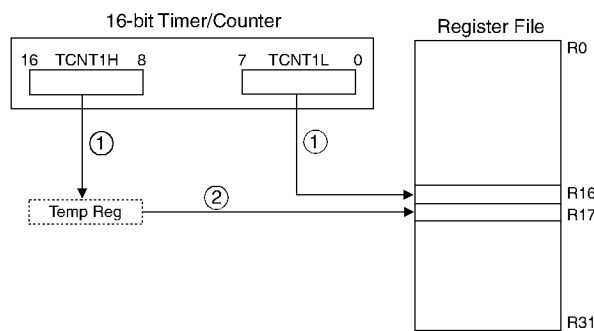 16-bit Timer/Counter
Register File
16 TCNT1H 8
7 TCNT1L 0
R0
1
1
R16
Temp Reg
2
R17
R31